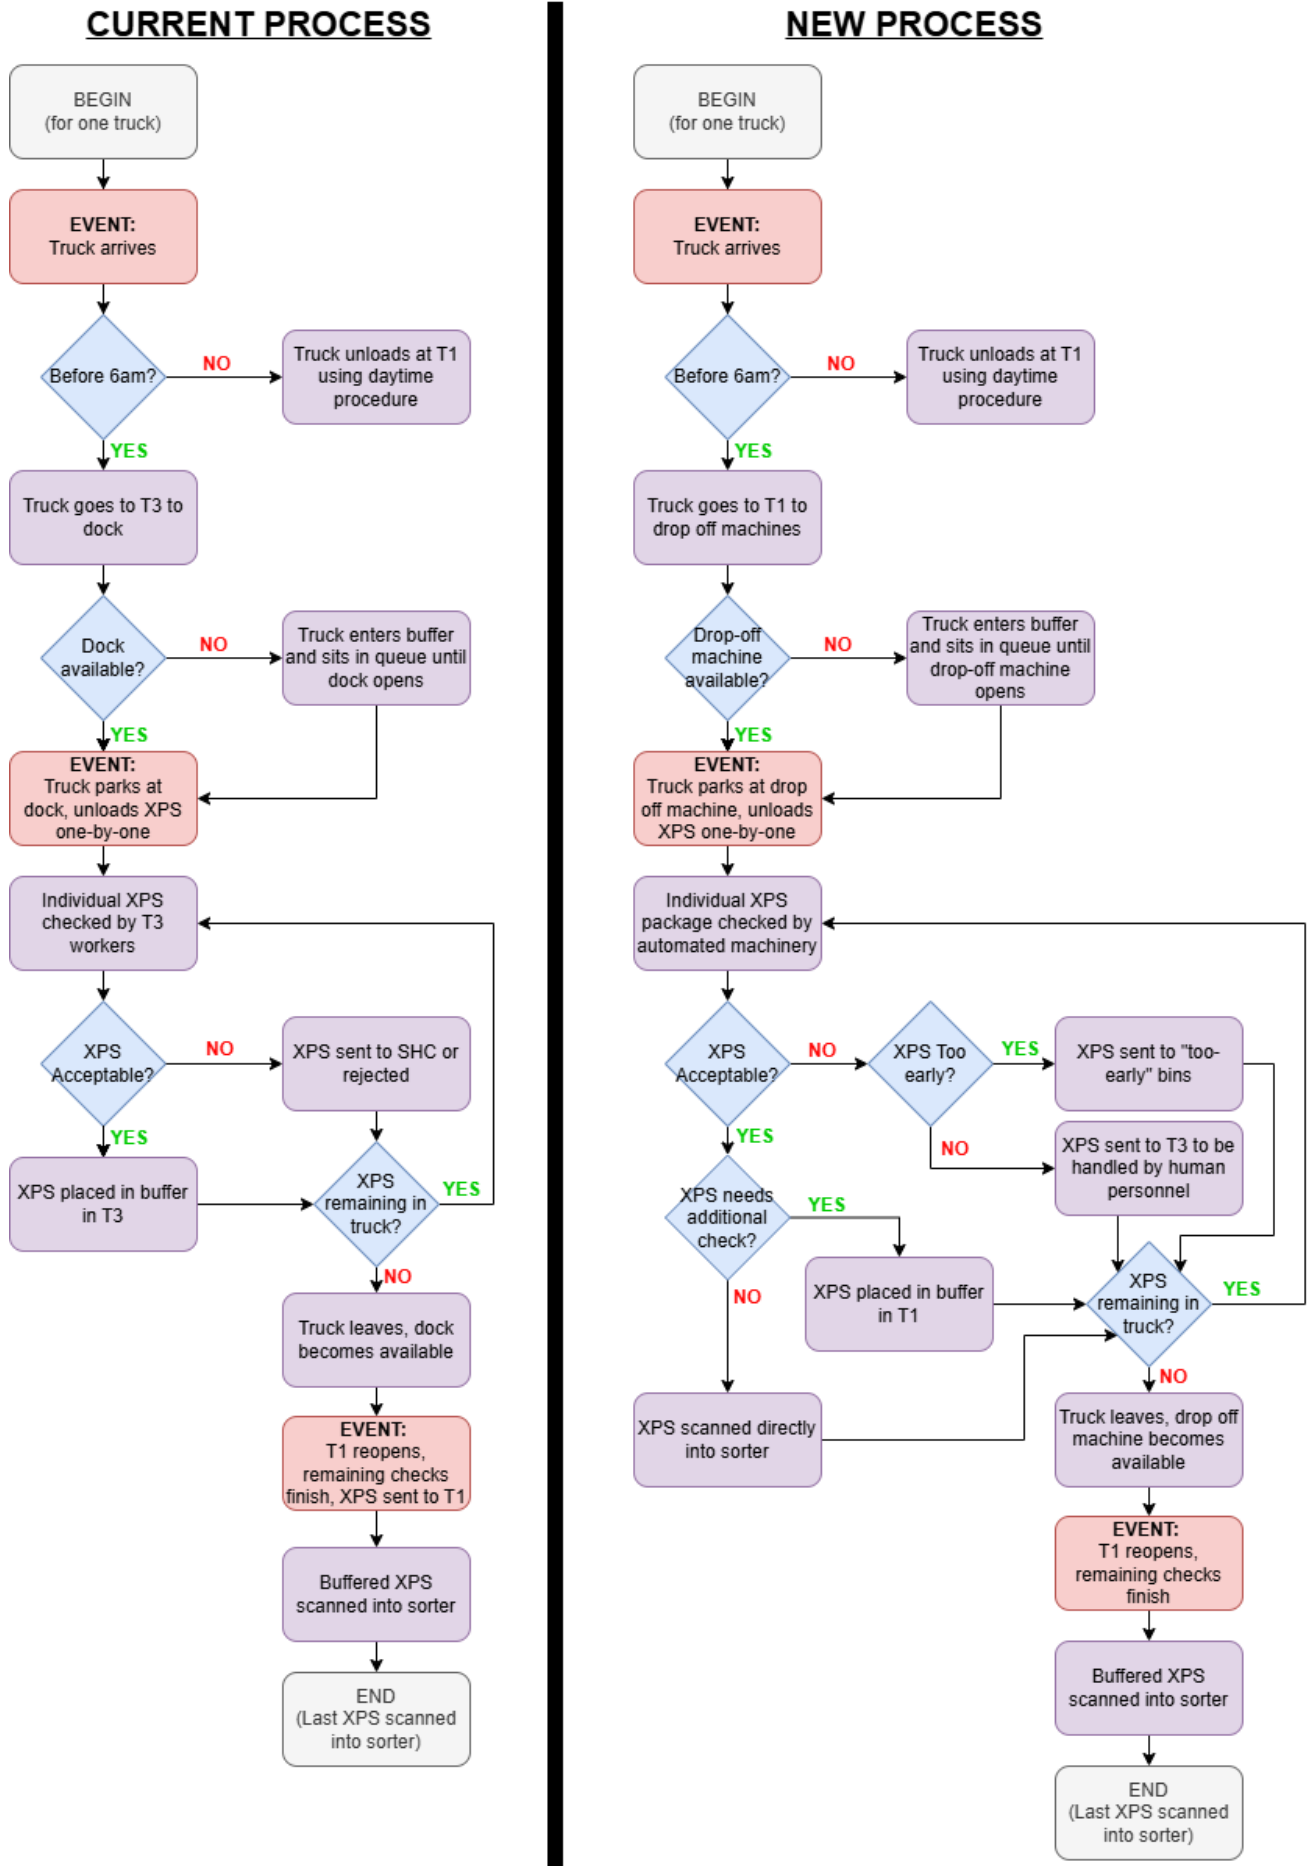 CURRENT PROCESS
BEGIN
(for one truck)
EVENT:
Truck arrives
Before 6am?
NO
Truck unloads at T1
using daytime
procedure
YES
Truck goes to T3 to
dock
Dock
available?
NO
Truck enters buffer
and sits in queue until
dock opens
YES
EVENT:
Truck parks at
dock, unloads XPS
one-by-one
Individual XPS
checked by T3
workers
XPS
Acceptable?
NO
XPS sent to SHC or
rejected
YES
XPS placed in buffer
in T3
XPS
remaining in
truck?
YES
NO
Truck leaves, dock
becomes available
EVENT:
T1 reopens,
remaining checks
finish, XPS sent to T1
Buffered XPS
scanned into sorter
END
(Last XPS scanned
into sorter)
NEW PROCESS
BEGIN
(for one truck)
EVENT:
Truck arrives
Before 6am?
NO
Truck unloads at T1
using daytime
procedure
YES
Truck goes to T1 to
drop off machines
Drop-off
machine
available?
NO
Truck enters buffer
and sits in queue until
drop-off machine
opens
YES
EVENT:
Truck parks at drop
off machine, unloads
XPS one-by-one
Individual XPS
package checked by
automated machinery
XPS
Acceptable?
NO
XPS Too
early?
YES
XPS sent to "too-
early" bins
NO
XPS sent to T3 to be
handled by human
personnel
YES
XPS needs
additional
check?
YES
XPS placed in buffer
in T1
NO
XPS scanned directly
into sorter
XPS
remaining in
truck?
YES
NO
Truck leaves, drop off
machine becomes
available
EVENT:
T1 reopens,
remaining checks
finish
Buffered XPS
scanned into sorter
END
(Last XPS scanned
into sorter)